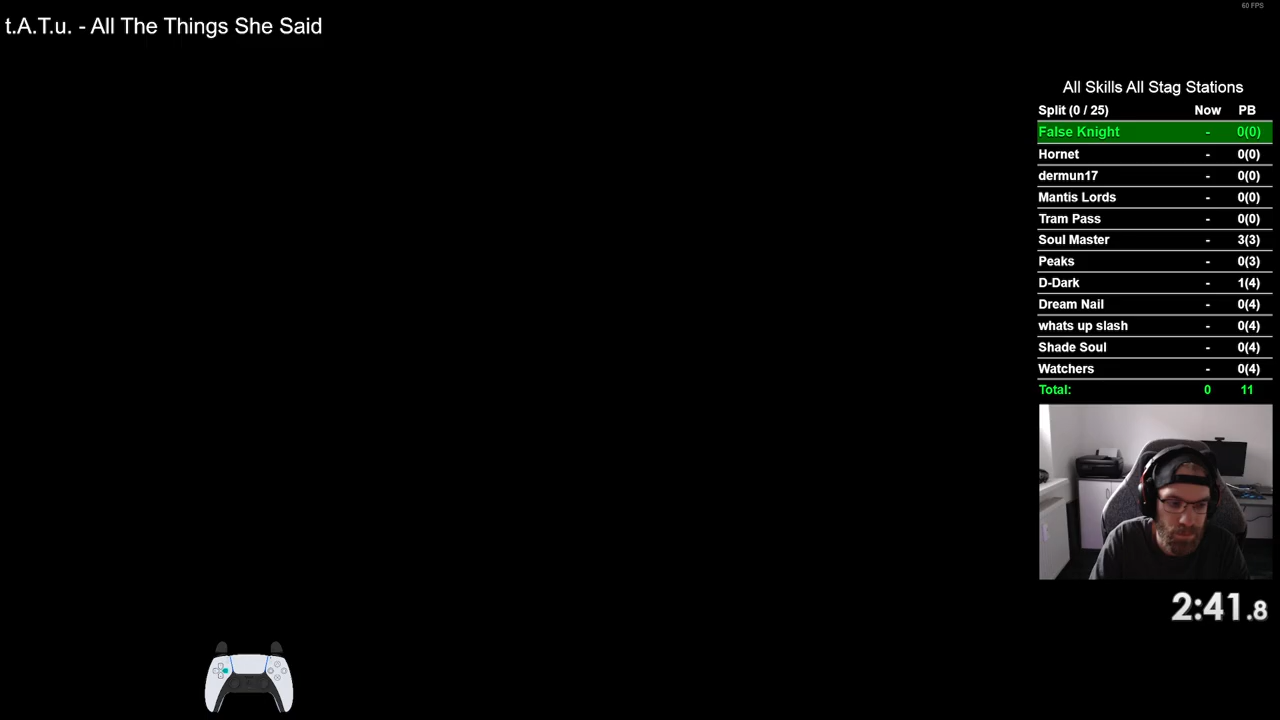 60 FPS
t.A.T.u. - All The Things She Said
All Skills All Stag Stations
Split (0 / 25) Now PB
False Knight - 0(0)
Hornet - 0(0)
dermun17 - 0(0)
Mantis Lords - 0(0)
Tram Pass - 0(0)
Soul Master - 3(3)
Peaks - 0(3)
D-Dark - 1(4)
Dream Nail - 0(4)
whats up slash - 0(4)
Shade Soul - 0(4)
Watchers - 0(4)
Total: 0 11
2:41.8